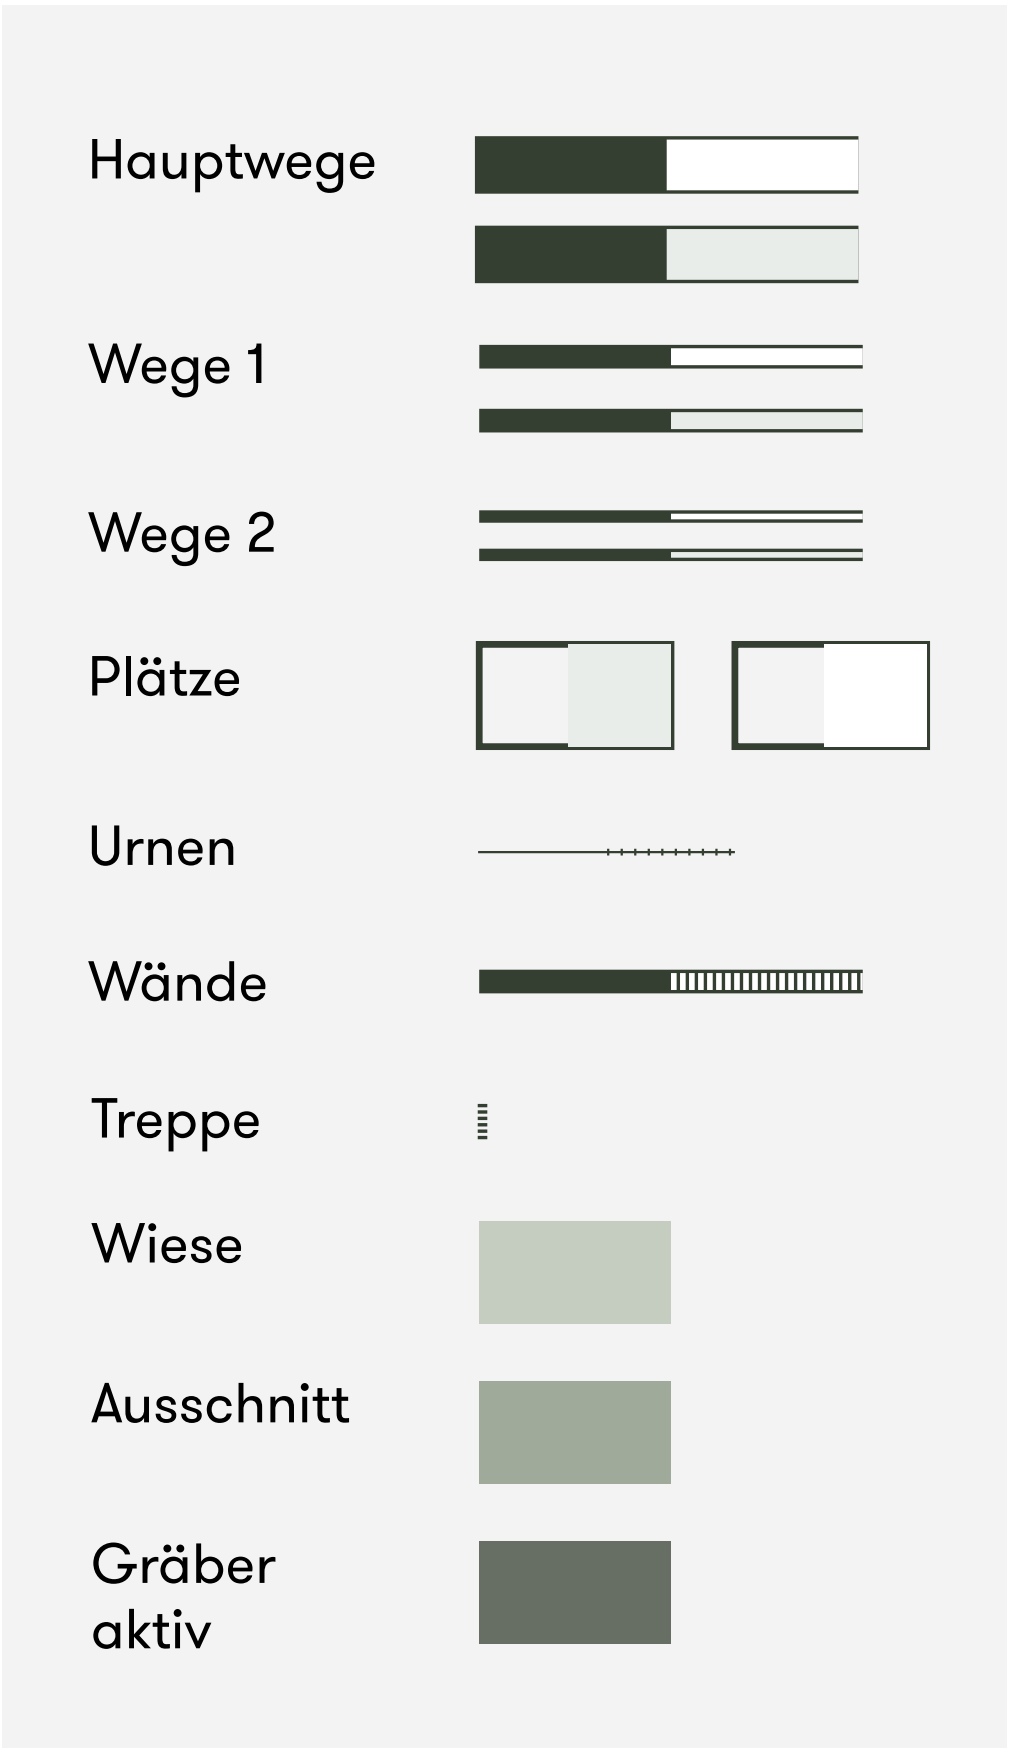 Hauptwege
Wege 1
Wege 2
Plätze
Urnen
Wände
Treppe
Wiese
Ausschnitt
Gräber
aktiv